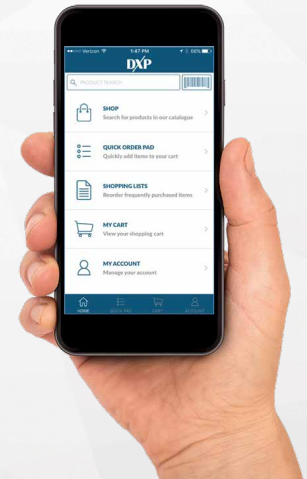 Verizon 1:47 PM 86%
DXP
PRODUCT SEARCH
SHOP
Search for products in our catalogue
QUICK ORDER PAD
Quickly add items to your cart
SHOPPING LISTS
Reorder frequently purchased items
MY CART
View your shopping cart
MY ACCOUNT
Manage your account
HOME QUICK PAD CART ACCOUNT